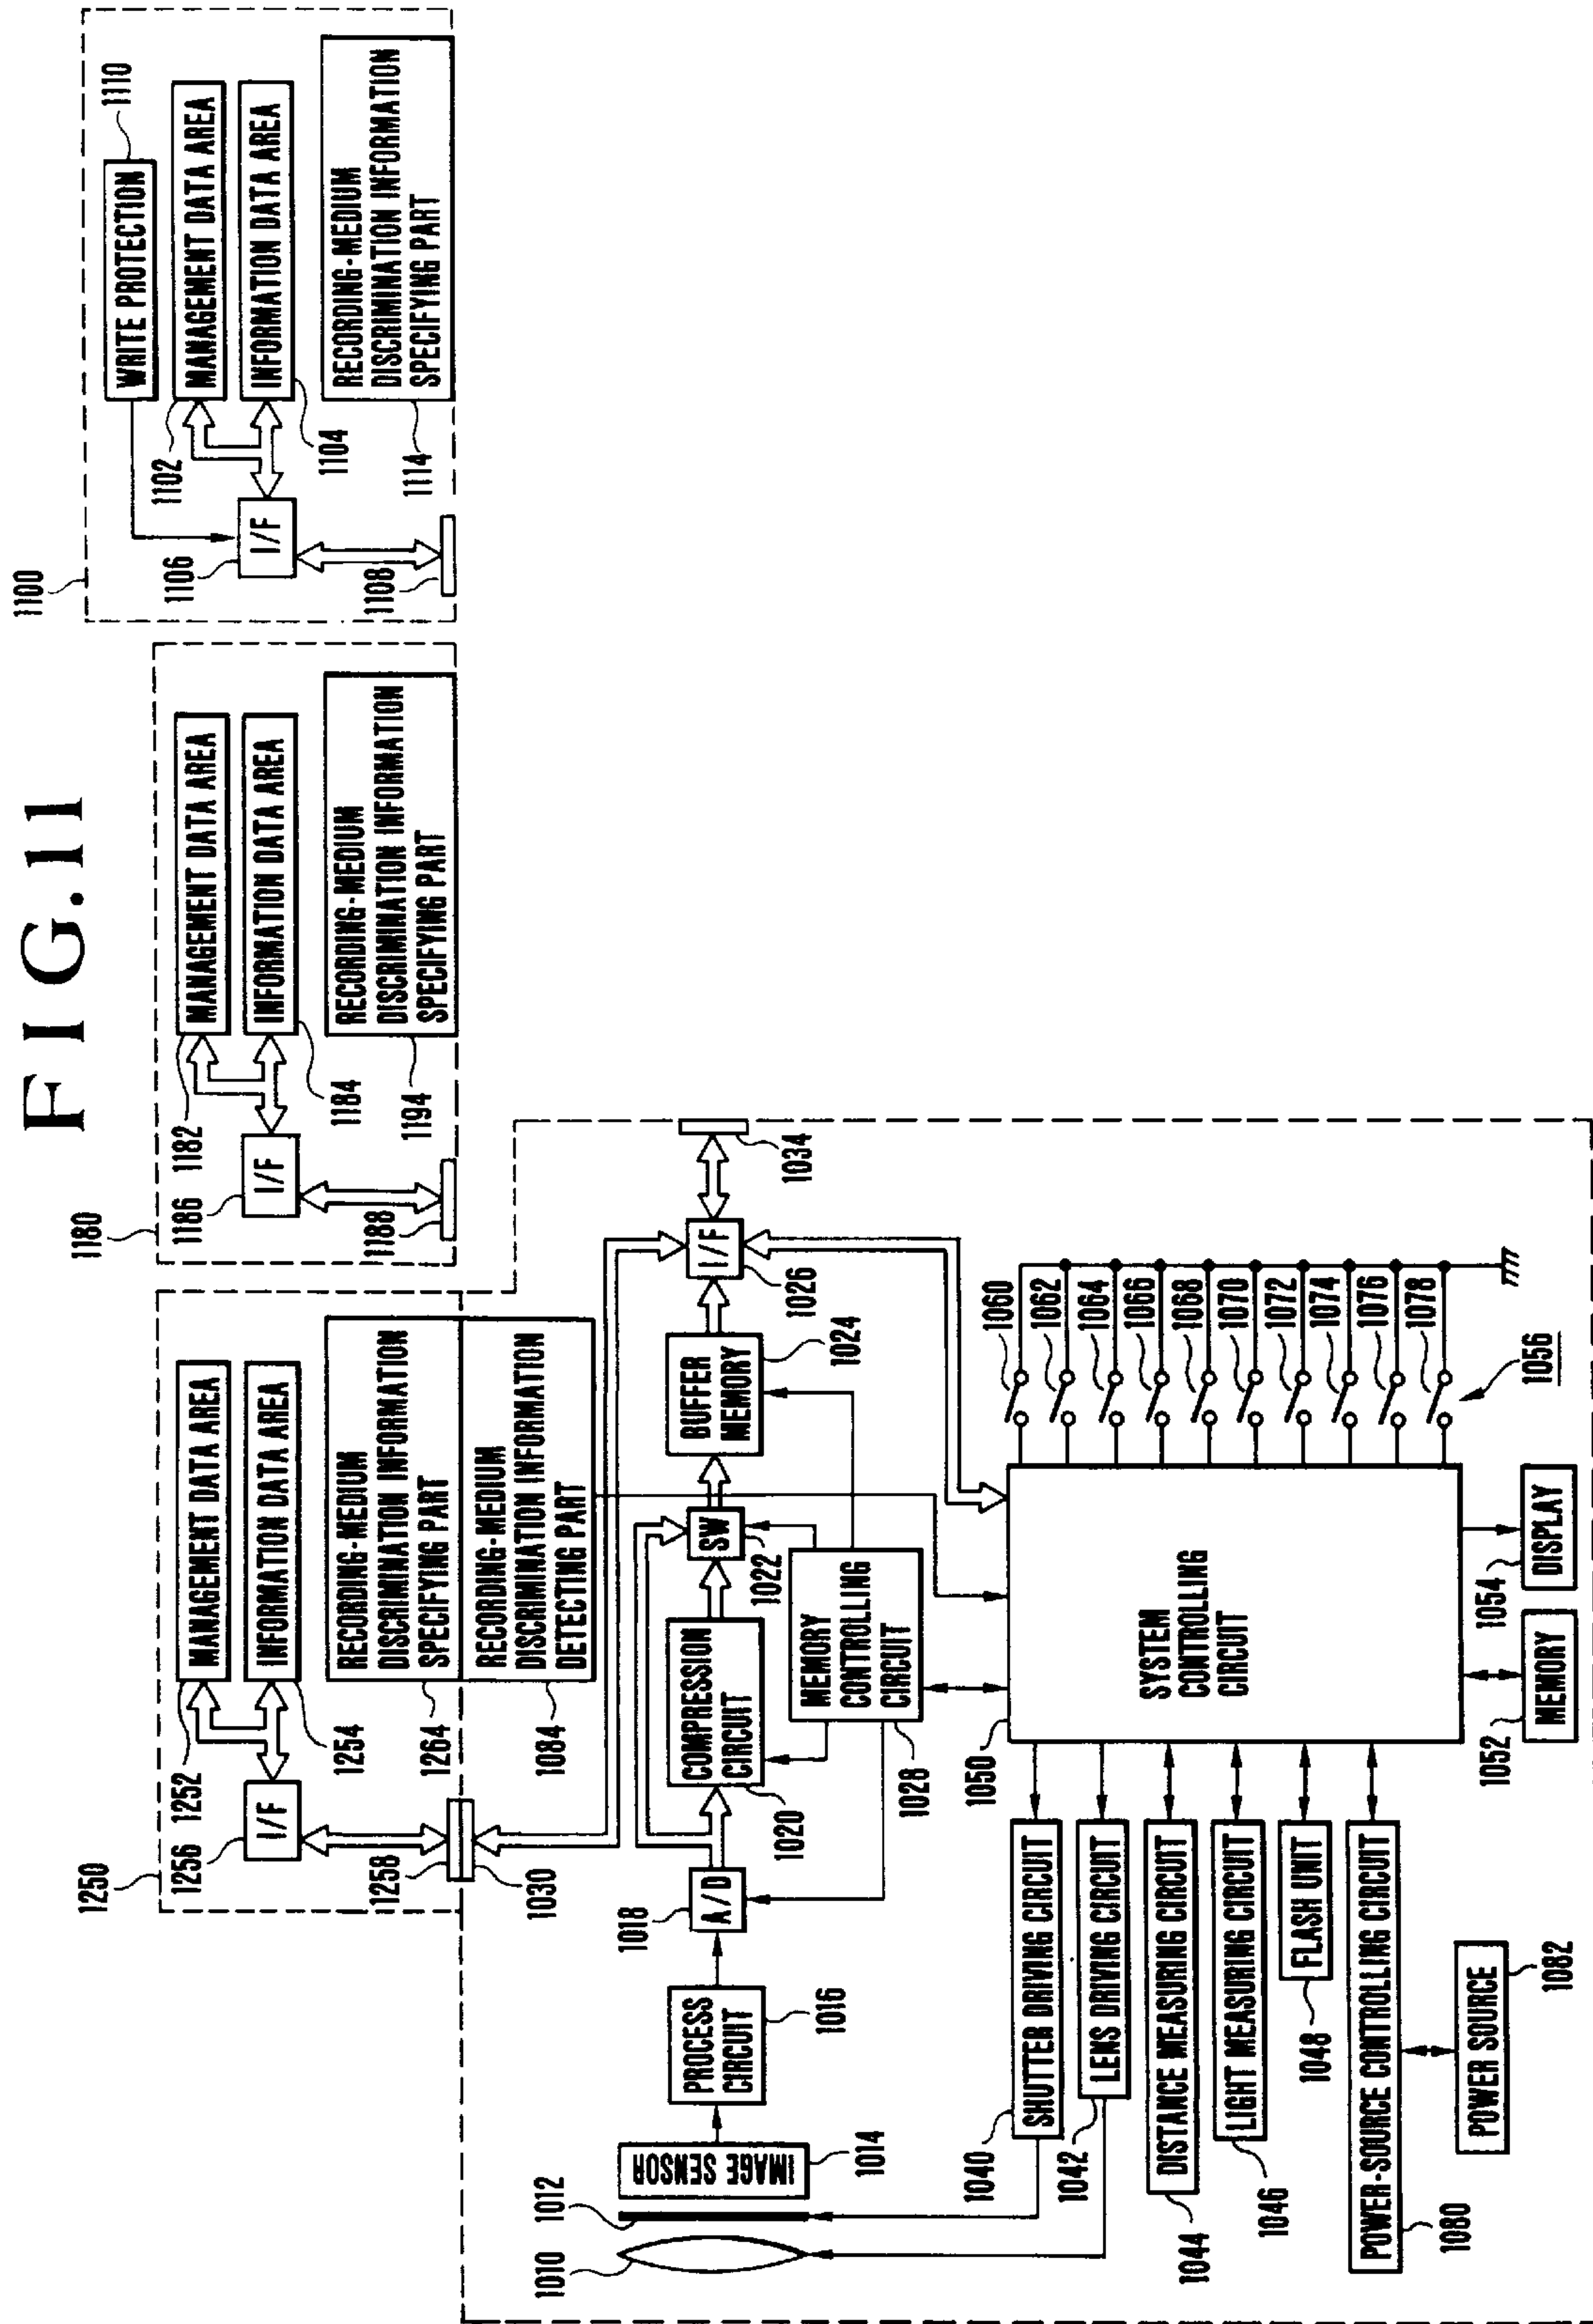 FIG.11
1250
1252
MANAGEMENT DATA AREA
INFORMATION DATA AREA
1254
1256
I/F
RECORDING-MEDIUM
DISCRIMINATION INFORMATION
SPECIFYING PART
1264
1258
1030
RECORDING-MEDIUM
DISCRIMINATION INFORMATION
DETECTING PART
1084
1180
1182
MANAGEMENT DATA AREA
INFORMATION DATA AREA
1184
1186
I/F
RECORDING-MEDIUM
DISCRIMINATION INFORMATION
SPECIFYING PART
1194
1188
1100
WRITE PROTECTION
1110
MANAGEMENT DATA AREA
1102
INFORMATION DATA AREA
1104
1106
I/F
RECORDING-MEDIUM
DISCRIMINATION INFORMATION
SPECIFYING PART
1114
1108
1010
1012
IMAGE SENSOR
1014
PROCESS
CIRCUIT
1016
1018
A/D
COMPRESSION
CIRCUIT
1020
SW
1022
BUFFER
MEMORY
1024
I/F
1026
1034
MEMORY
CONTROLLING
CIRCUIT
1028
1040
SHUTTER DRIVING CIRCUIT
1042
LENS DRIVING CIRCUIT
DISTANCE MEASURING CIRCUIT
1044
LIGHT MEASURING CIRCUIT
1046
FLASH UNIT
1048
POWER-SOURCE CONTROLLING CIRCUIT
1080
POWER SOURCE
1082
1050
SYSTEM
CONTROLLING
CIRCUIT
1052
MEMORY
1054
DISPLAY
1060
1062
1064
1066
1068
1070
1072
1074
1076
1078
1056